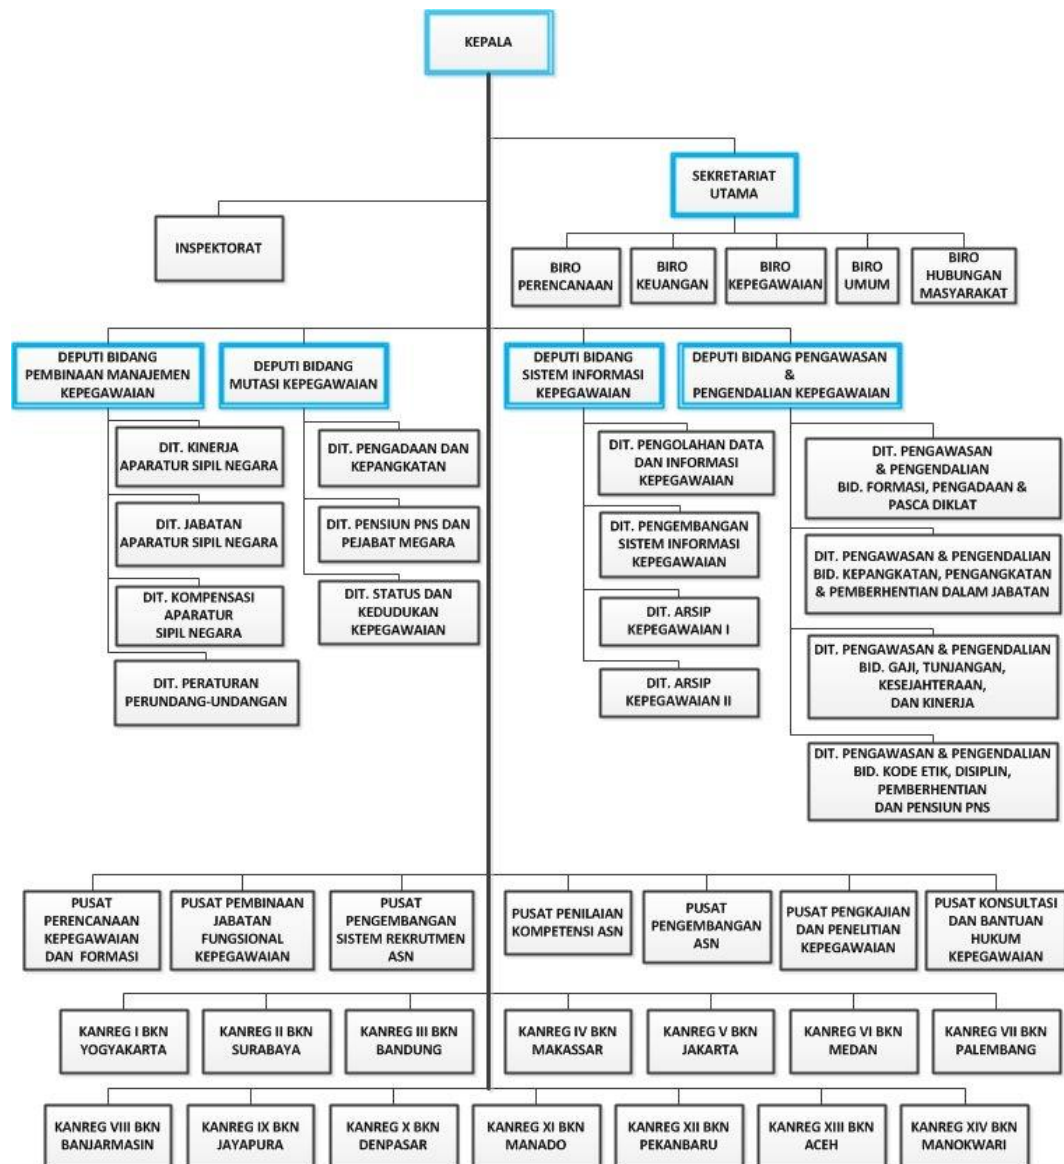 KEPALA
SEKRETARIAT
UTAMA
INSPEKTORAT
BIRO
PERENCANAAN
BIRO
KEUANGAN
BIRO
KEPEGAWAIAN
BIRO
UMUM
BIRO
HUBUNGAN
MASYARAKAT
DEPUTI BIDANG
PEMBINAAN MANAJEMEN
KEPEGAWAIAN
DEPUTI BIDANG
MUTASI KEPEGAWAIAN
DEPUTI BIDANG
SISTEM INFORMASI
KEPEGAWAIAN
DEPUTI BIDANG PENGAWASAN
&
PENGENDALIAN KEPEGAWAIAN
DIT. KINERJA
APARATUR SIPIL NEGARA
DIT. JABATAN
APARATUR SIPIL NEGARA
DIT. KOMPENSASI
APARATUR
SIPIL NEGARA
DIT. PERATURAN
PERUNDANG-UNDANGAN
DIT. PENGADAAN DAN
KEPANGKATAN
DIT. PENSIUN PNS DAN
PEJABAT MEGARA
DIT. STATUS DAN
KEDUDUKAN
KEPEGAWAIAN
DIT. PENGOLAHAN DATA
DAN INFORMASI
KEPEGAWAIAN
DIT. PENGEMBANGAN
SISTEM INFORMASI
KEPEGAWAIAN
DIT. ARSIP
KEPEGAWAIAN I
DIT. ARSIP
KEPEGAWAIAN II
DIT. PENGAWASAN
& PENGENDALIAN
BID. FORMASI, PENGADAAN &
PASCA DIKLAT
DIT. PENGAWASAN & PENGENDALIAN
BID. KEPANGKATAN, PENGANGKATAN
& PEMBERHENTIAN DALAM JABATAN
DIT. PENGAWASAN & PENGENDALIAN
BID. GAJI, TUNJANGAN,
KESEJAHTERAAN,
DAN KINERJA
DIT. PENGAWASAN & PENGENDALIAN
BID. KODE ETIK, DISIPLIN,
PEMBERHENTIAN
DAN PENSIUN PNS
PUSAT
PERENCANAAN
KEPEGAWAIAN
DAN FORMASI
PUSAT PEMBINAAN
JABATAN
FUNGSIONAL
KEPEGAWAIAN
PUSAT
PENGEMBANGAN
SISTEM REKRUTMEN
ASN
PUSAT PENILAIAN
KOMPETENSI ASN
PUSAT
PENGEMBANGAN
ASN
PUSAT PENGKAJIAN
DAN PENELITIAN
KEPEGAWAIAN
PUSAT KONSULTASI
DAN BANTUAN
HUKUM
KEPEGAWAIAN
KANREG I BKN
YOGYAKARTA
KANREG II BKN
SURABAYA
KANREG III BKN
BANDUNG
KANREG IV BKN
MAKASSAR
KANREG V BKN
JAKARTA
KANREG VI BKN
MEDAN
KANREG VII BKN
PALEMBANG
KANREG VIII BKN
BANJARMASIN
KANREG IX BKN
JAYAPURA
KANREG X BKN
DENPASAR
KANREG XI BKN
MANADO
KANREG XII BKN
PEKANBARU
KANREG XIII BKN
ACEH
KANREG XIV BKN
MANOKWARI